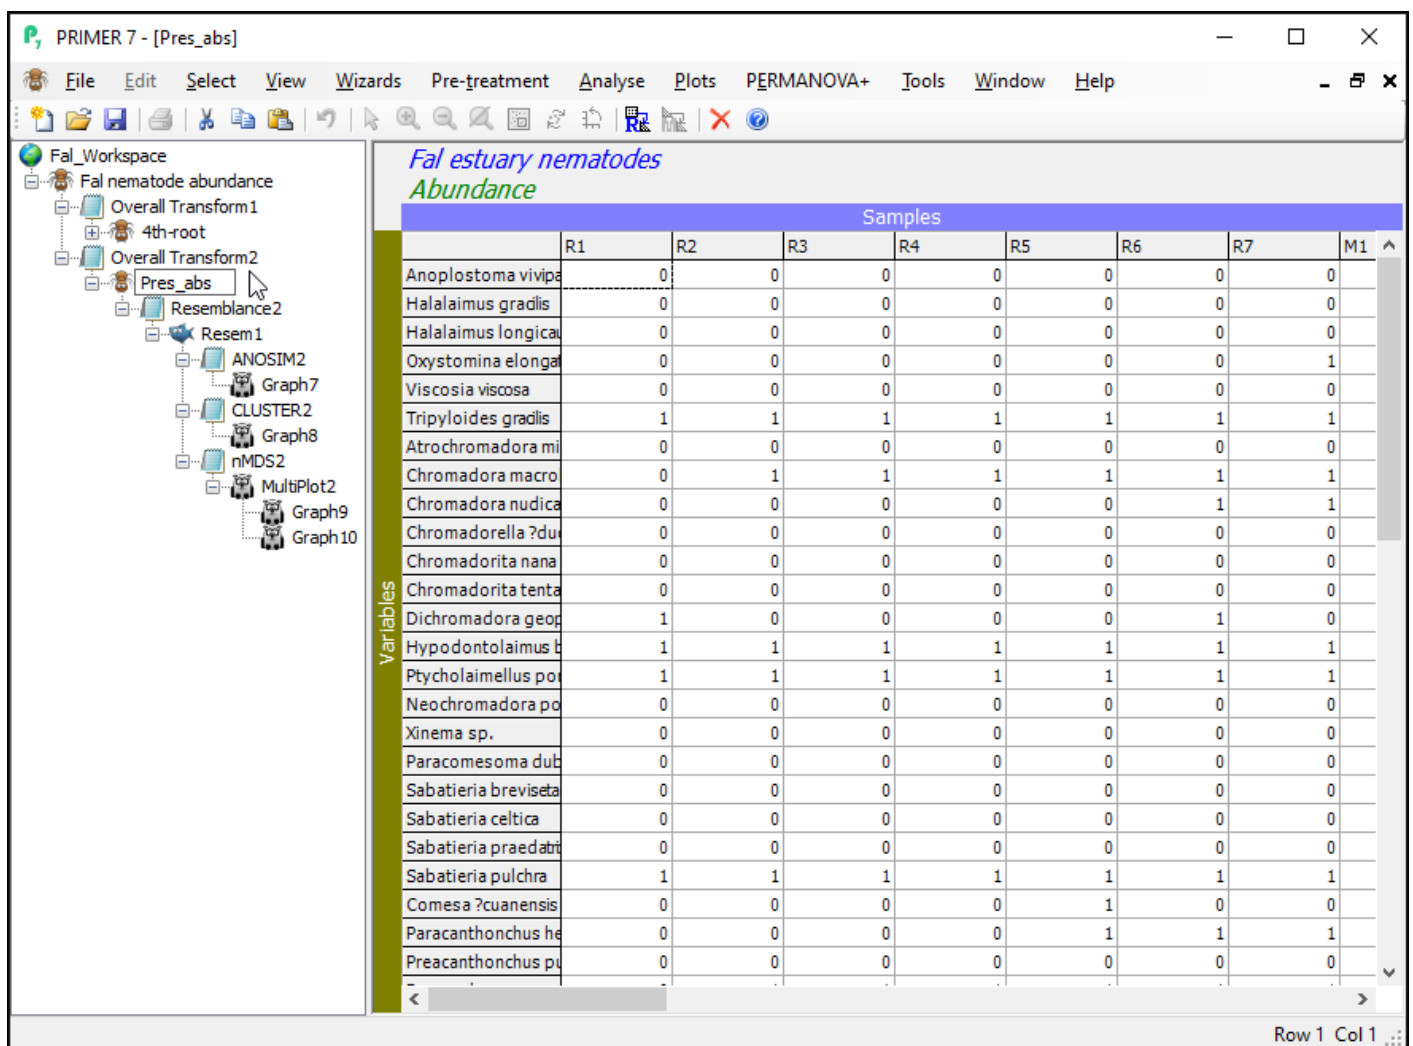 PRIMER 7 - [Pres_abs]
File Edit Select View Wizards Pre-treatment Analyse Plots PERMANOVA+ Tools Window Help
Fal_Workspace
Fal nematode abundance
Overall Transform1
4th-root
Overall Transform2
Pres_abs
Resemblance2
Resem1
ANOSIM2
Graph7
CLUSTER2
Graph8
nMDS2
MultiPlot2
Graph9
Graph10
Fal estuary nematodes
Abundance
Samples
Variables
R1 R2 R3 R4 R5 R6 R7 M1
Anoplostoma vivipa 0 0 0 0 0 0 0
Halalaimus gracilis 0 0 0 0 0 0 0
Halalaimus longicau 0 0 0 0 0 0 0
Oxystomina elongat 0 0 0 0 0 0 1
Viscosia viscosa 0 0 0 0 0 0 0
Tripyloides gracilis 1 1 1 1 1 1 1
Atrochromadora mi 0 0 0 0 0 0 0
Chromadora macro 0 1 1 1 1 1 1
Chromadora nudica 0 0 0 0 0 1 1
Chromadorella ?du 0 0 0 0 0 0 0
Chromadorita nana 0 0 0 0 0 0 0
Chromadorita tenta 0 0 0 0 0 0 0
Dichromadora geop 1 0 0 0 0 1 0
Hypodontolaimus b 1 1 1 1 1 1 1
Ptycholaimellus pon 1 1 1 1 1 1 1
Neochromadora po 0 0 0 0 0 0 0
Xinema sp. 0 0 0 0 0 0 0
Paracomesoma dub 0 0 0 0 0 0 0
Sabatieria breviseta 0 0 0 0 0 0 0
Sabatieria celtica 0 0 0 0 0 0 0
Sabatieria praedatri 0 0 0 0 0 0 0
Sabatieria pulchra 1 1 1 1 1 1 1
Comesa ?cuanensis 0 0 0 0 1 0 0
Paracanthonchus he 0 0 0 0 1 1 1
Preacanthonchus pu 0 0 0 0 0 0 0
Row 1 Col 1